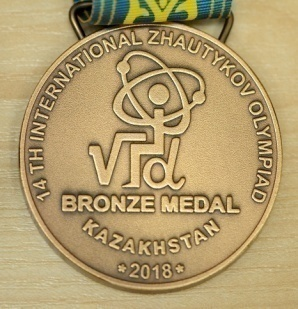 14 TH INTERNATIONAL ZHAUTYKOV OLYMPIAD
BRONZE MEDAL
KAZAKHSTAN
*2018*